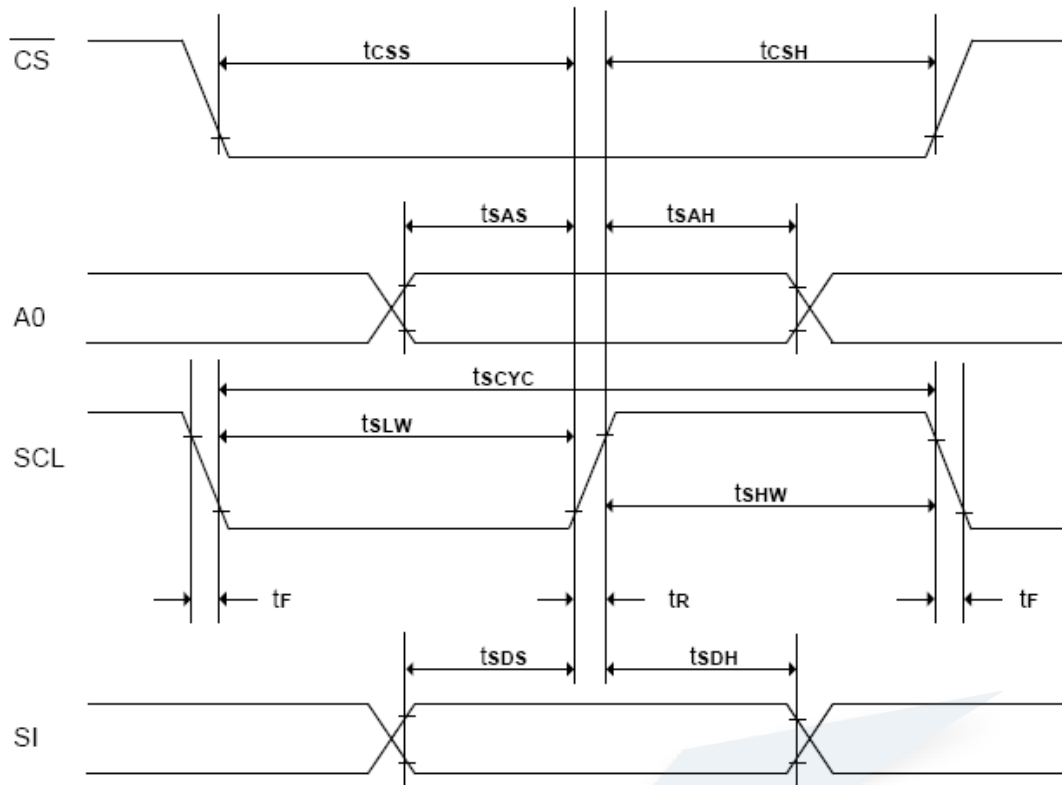 CS
tCSS
tCSH
tSAS
tSAH
A0
tSCYC
tSLW
SCL
tSHW
tF
tR
tF
tSDS
tSDH
SI